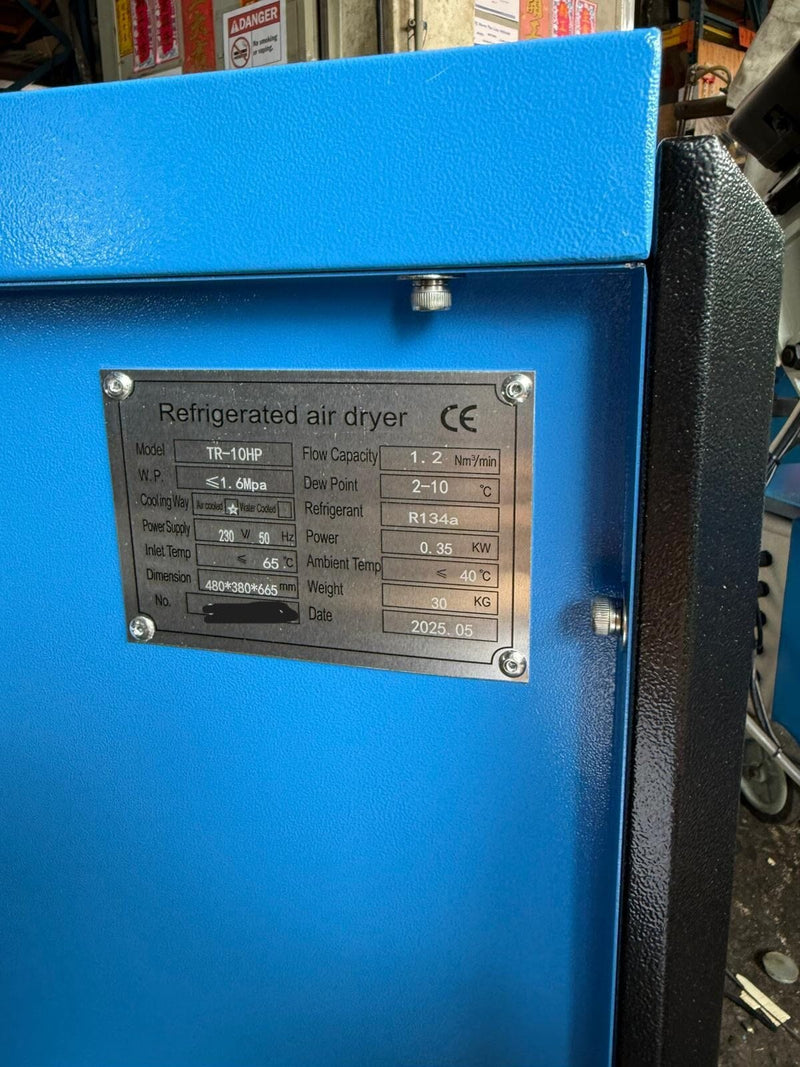 DANGER
No smoking
or vaping.
Refrigerated air dryer CE
Model TR-10HP
Flow Capacity 1.2 Nm³/min
W.P. ≤1.6Mpa
Dew Point 2-10 ℃
Cooling Way Air cooled ☆ Water Cooled
Refrigerant R134a
Power Supply 230 V/ 50 Hz
Power 0.35 KW
Inlet Temp ≤ 65 ℃
Ambient Temp ≤ 40 ℃
Dimension 480*380*665 mm
Weight 30 KG
No.
Date 2025.05